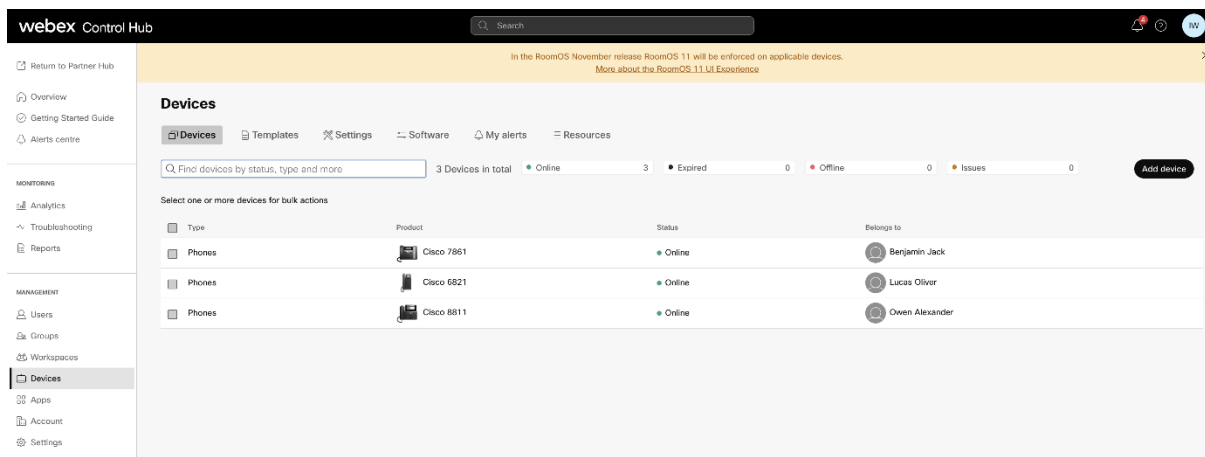 webex Control Hub
Search
4
IW
Return to Partner Hub
Overview
Getting Started Guide
Alerts centre
MONITORING
Analytics
Troubleshooting
Reports
MANAGEMENT
Users
Groups
Workspaces
Devices
Apps
Account
Settings
In the RoomOS November release RoomOS 11 will be enforced on applicable devices.
More about the RoomOS 11 UI Experience
Devices
Devices Templates Settings Software My alerts Resources
Find devices by status, type and more 3 Devices in total Online 3 Expired 0 Offline 0 Issues 0 Add device
Select one or more devices for bulk actions
Type Product Status Belongs to
Phones Cisco 7861 Online Benjamin Jack
Phones Cisco 6821 Online Lucas Oliver
Phones Cisco 8811 Online Owen Alexander